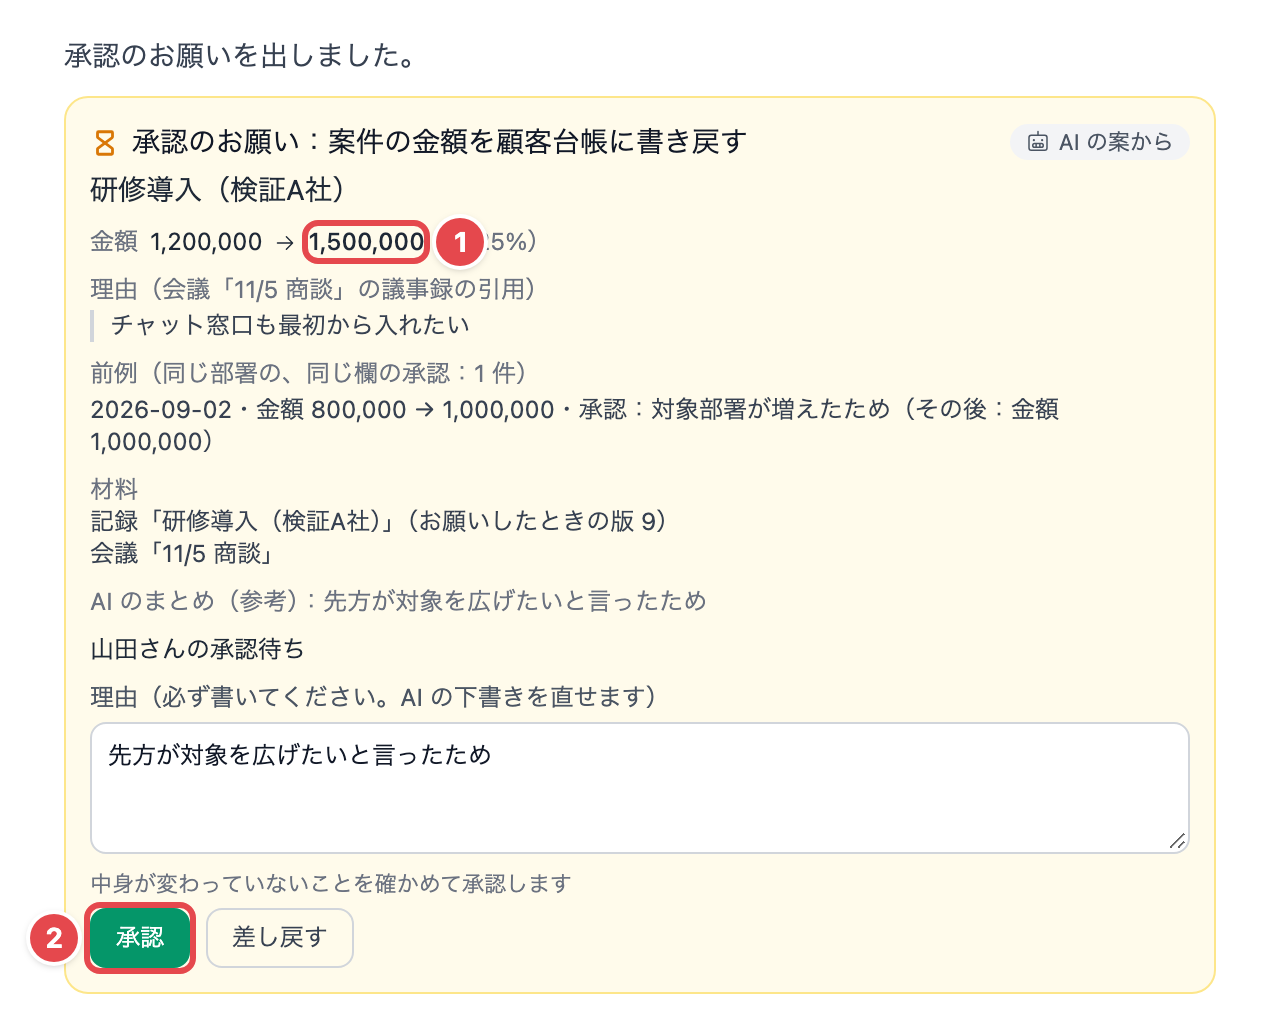 承認のお願いを出しました。
承認のお願い：案件の金額を顧客台帳に書き戻す
AI の案から
研修導入（検証A社）
金額 1,200,000 → 1,500,000 1 5%）
理由（会議「11/5 商談」の議事録の引用）
チャット窓口も最初から入れたい
前例（同じ部署の、同じ欄の承認：1 件）
2026-09-02・金額 800,000 → 1,000,000・承認：対象部署が増えたため（その後：金額
1,000,000）
材料
記録「研修導入（検証A社）」（お願いしたときの版 9）
会議「11/5 商談」
AI のまとめ（参考）：先方が対象を広げたいと言ったため
山田さんの承認待ち
理由（必ず書いてください。AI の下書きを直せます）
先方が対象を広げたいと言ったため
中身が変わっていないことを確かめて承認します
2 承認 差し戻す